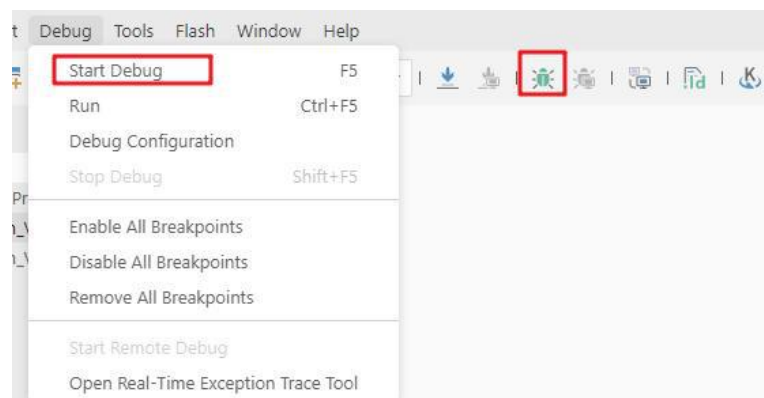 t Debug Tools Flash Window Help
Start Debug F5
Run Ctrl+F5
Debug Configuration
Stop Debug Shift+F5
Pr
Enable All Breakpoints
Disable All Breakpoints
Remove All Breakpoints
Start Remote Debug
Open Real-Time Exception Trace Tool